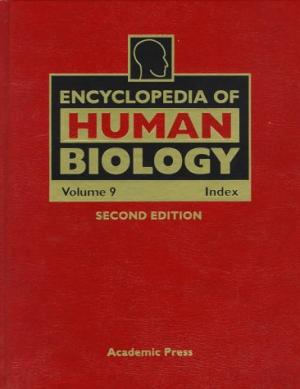 ENCYCLOPEDIA OF
HUMAN
BIOLOGY
Volume 9 Index
SECOND EDITION
Academic Press